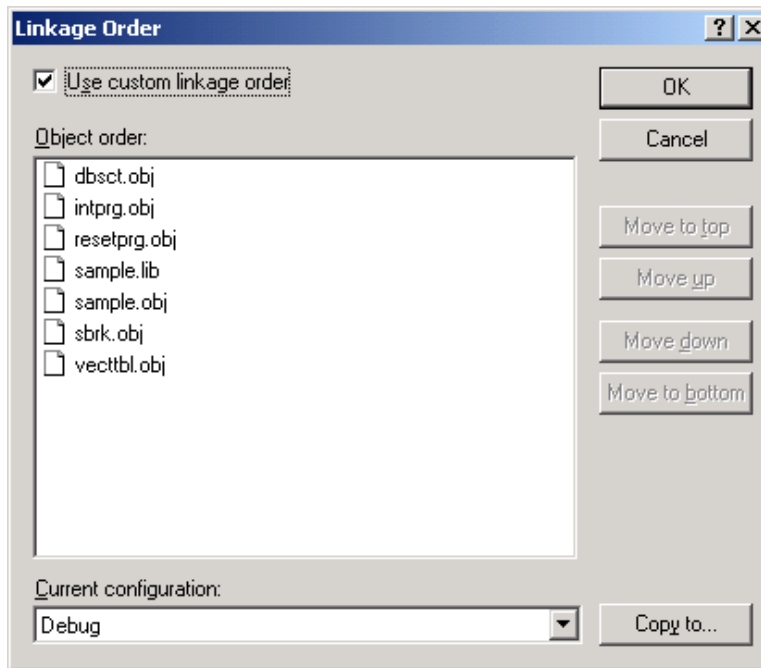 Linkage Order
Use custom linkage order
OK
Object order:
Cancel
dbsct.obj
intprg.obj
resetprg.obj
sample.lib
sample.obj
sbrk.obj
vecttbl.obj
Move to top
Move up
Move down
Move to bottom
Current configuration:
Debug
Copy to...